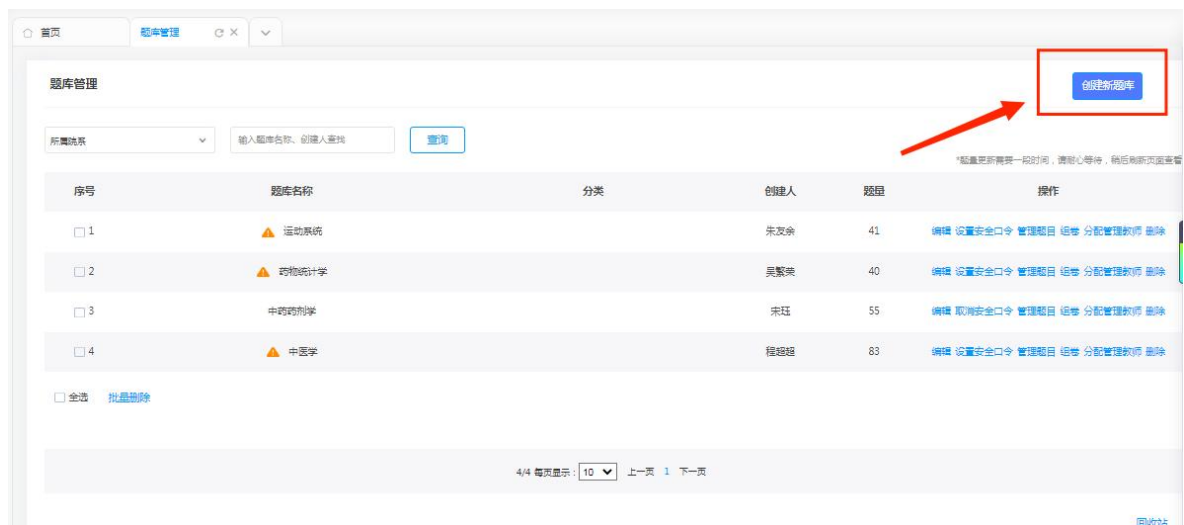 首页 题库管理
题库管理
创建新题库
所属院系 输入题库名称、创建人查找 查询
*题量更新需要一段时间，请耐心等待，稍后刷新页面查看
序号 题库名称 分类 创建人 题量 操作
1 运动系统 朱友余 41 编辑 设置安全口令 管理题目 组卷 分配管理教师 删除
2 药物统计学 吴繁荣 40 编辑 设置安全口令 管理题目 组卷 分配管理教师 删除
3 中药药剂学 宋珏 55 编辑 取消安全口令 管理题目 组卷 分配管理教师 删除
4 中医学 程超超 83 编辑 设置安全口令 管理题目 组卷 分配管理教师 删除
全选 批量删除
4/4 每页显示：10 上一页 1 下一页
回收站